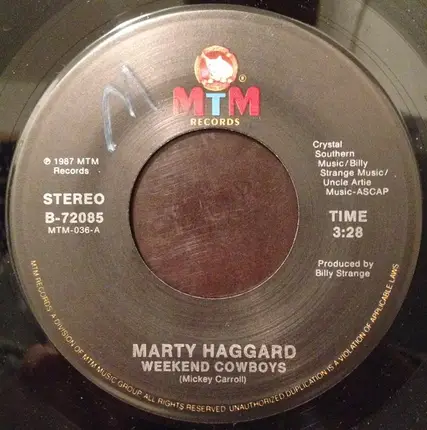 MTM
RECORDS
℗ 1987 MTM
Records
STEREO
B-72085
MTM-036-A
Crystal
Southern
Music/Billy
Strange Music/
Uncle Artie
Music-ASCAP
TIME
3:28
Produced by
Billy Strange
MARTY HAGGARD
WEEKEND COWBOYS
(Mickey Carroll)
MTM RECORDS, A DIVISION OF MTM MUSIC GROUP. ALL RIGHTS RESERVED. UNAUTHORIZED DUPLICATION IS A VIOLATION OF APPLICABLE LAWS